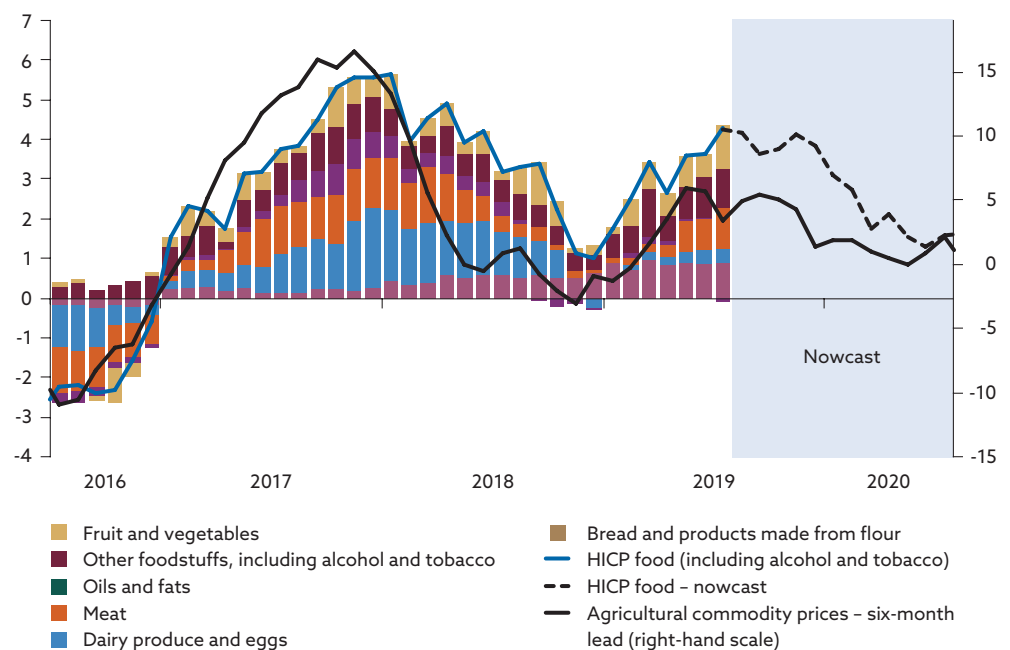 7
6
5
4
3
2
1
0
-1
-2
-3
-4
15
10
5
0
-5
-10
-15
Nowcast
2016 2017 2018 2019 2020
Fruit and vegetables
Other foodstuffs, including alcohol and tobacco
Oils and fats
Meat
Dairy produce and eggs
Bread and products made from flour
HICP food (including alcohol and tobacco)
HICP food – nowcast
Agricultural commodity prices – six-month
lead (right-hand scale)